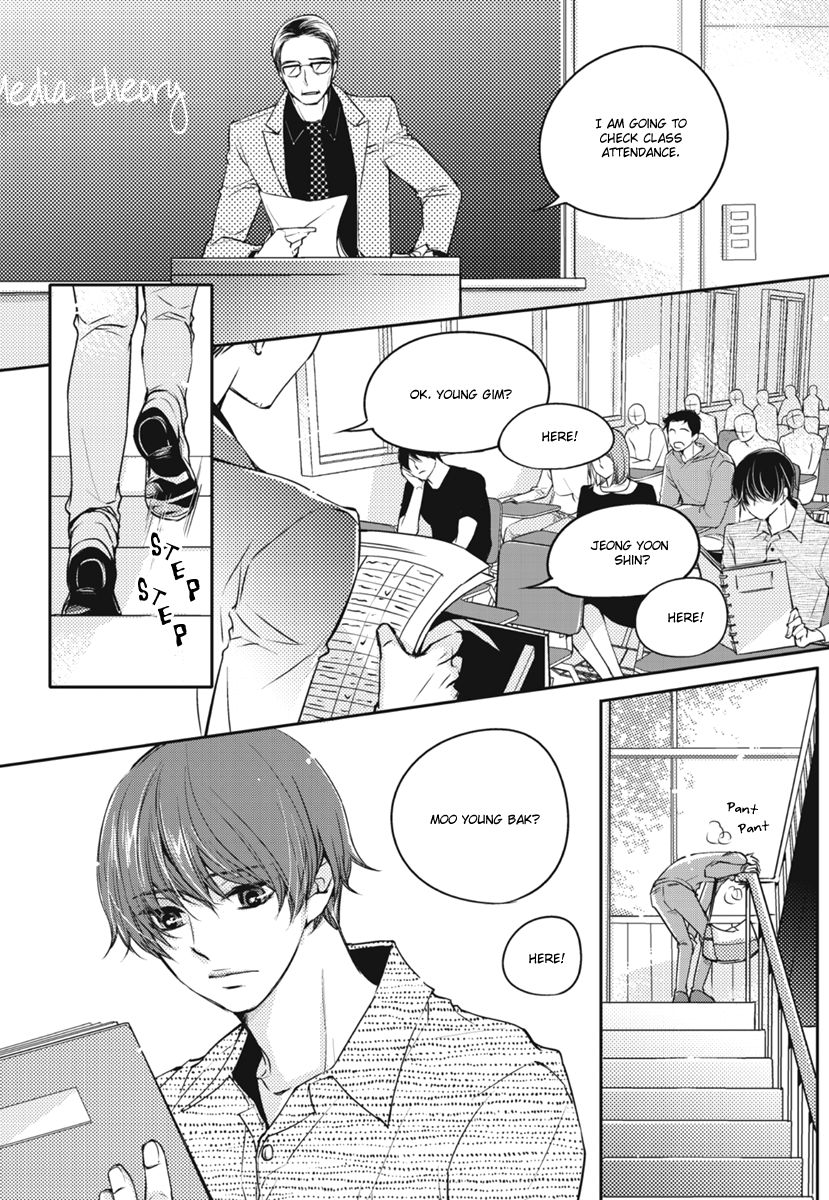 Media theory
I AM GOING TO
CHECK CLASS
ATTENDANCE.
OK. YOUNG GIM?
HERE!
STEP
STEP
JEONG YOON
SHIN?
HERE!
MOO YOUNG BAK?
HERE!
Pant
Pant